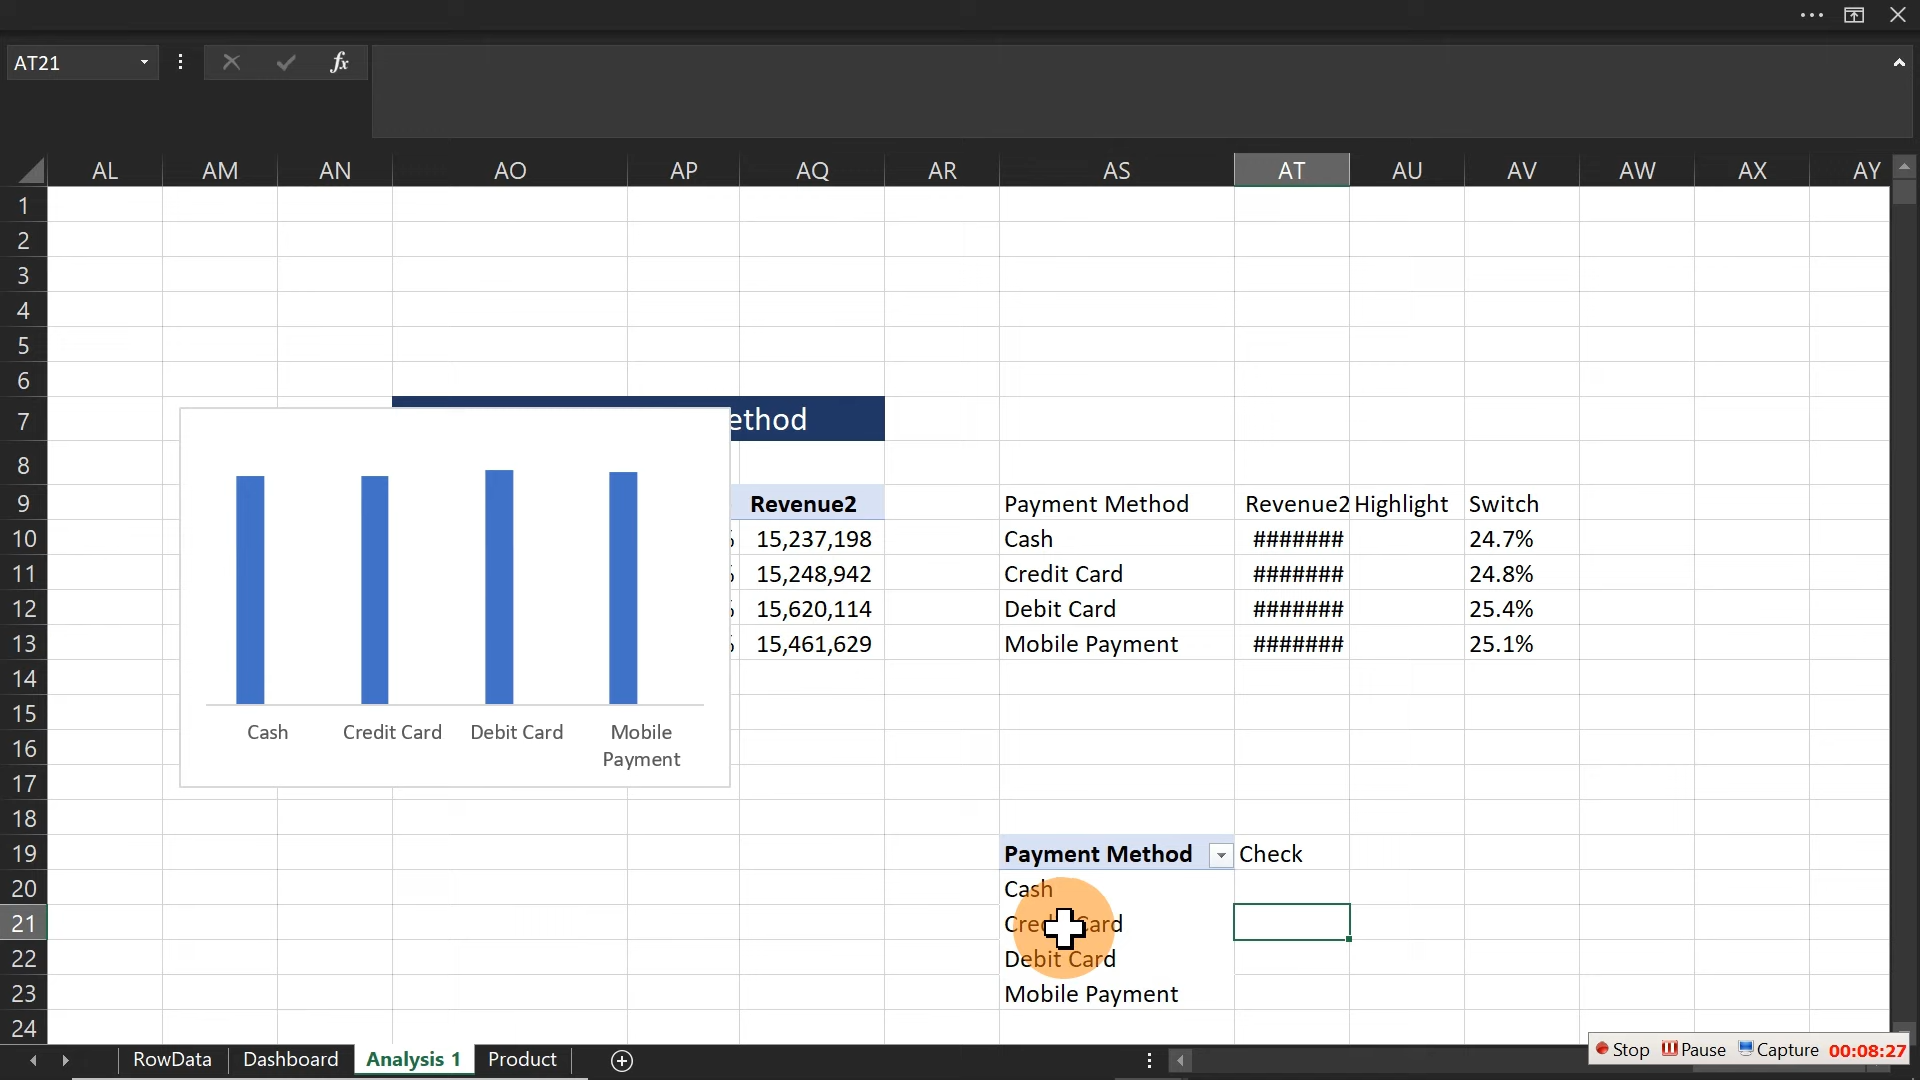 AT21
fx
AL AM AN AO AP AQ AR AS AT AU AV AW AX AY
1
2
3
4
5
6
7 ethod
8
9 Revenue2 Payment Method Revenue2 Highlight Switch
10 15,237,198 Cash ####### 24.7%
11 15,248,942 Credit Card ####### 24.8%
12 15,620,114 Debit Card ####### 25.4%
13 15,461,629 Mobile Payment ####### 25.1%
14
15
Cash Credit Card Debit Card Mobile
Payment
16
17
18
19 Payment Method Check
20 Cash
21 Credit Card
22 Debit Card
23 Mobile Payment
24
RowData Dashboard Analysis 1 Product
Stop Pause Capture 00:08:27